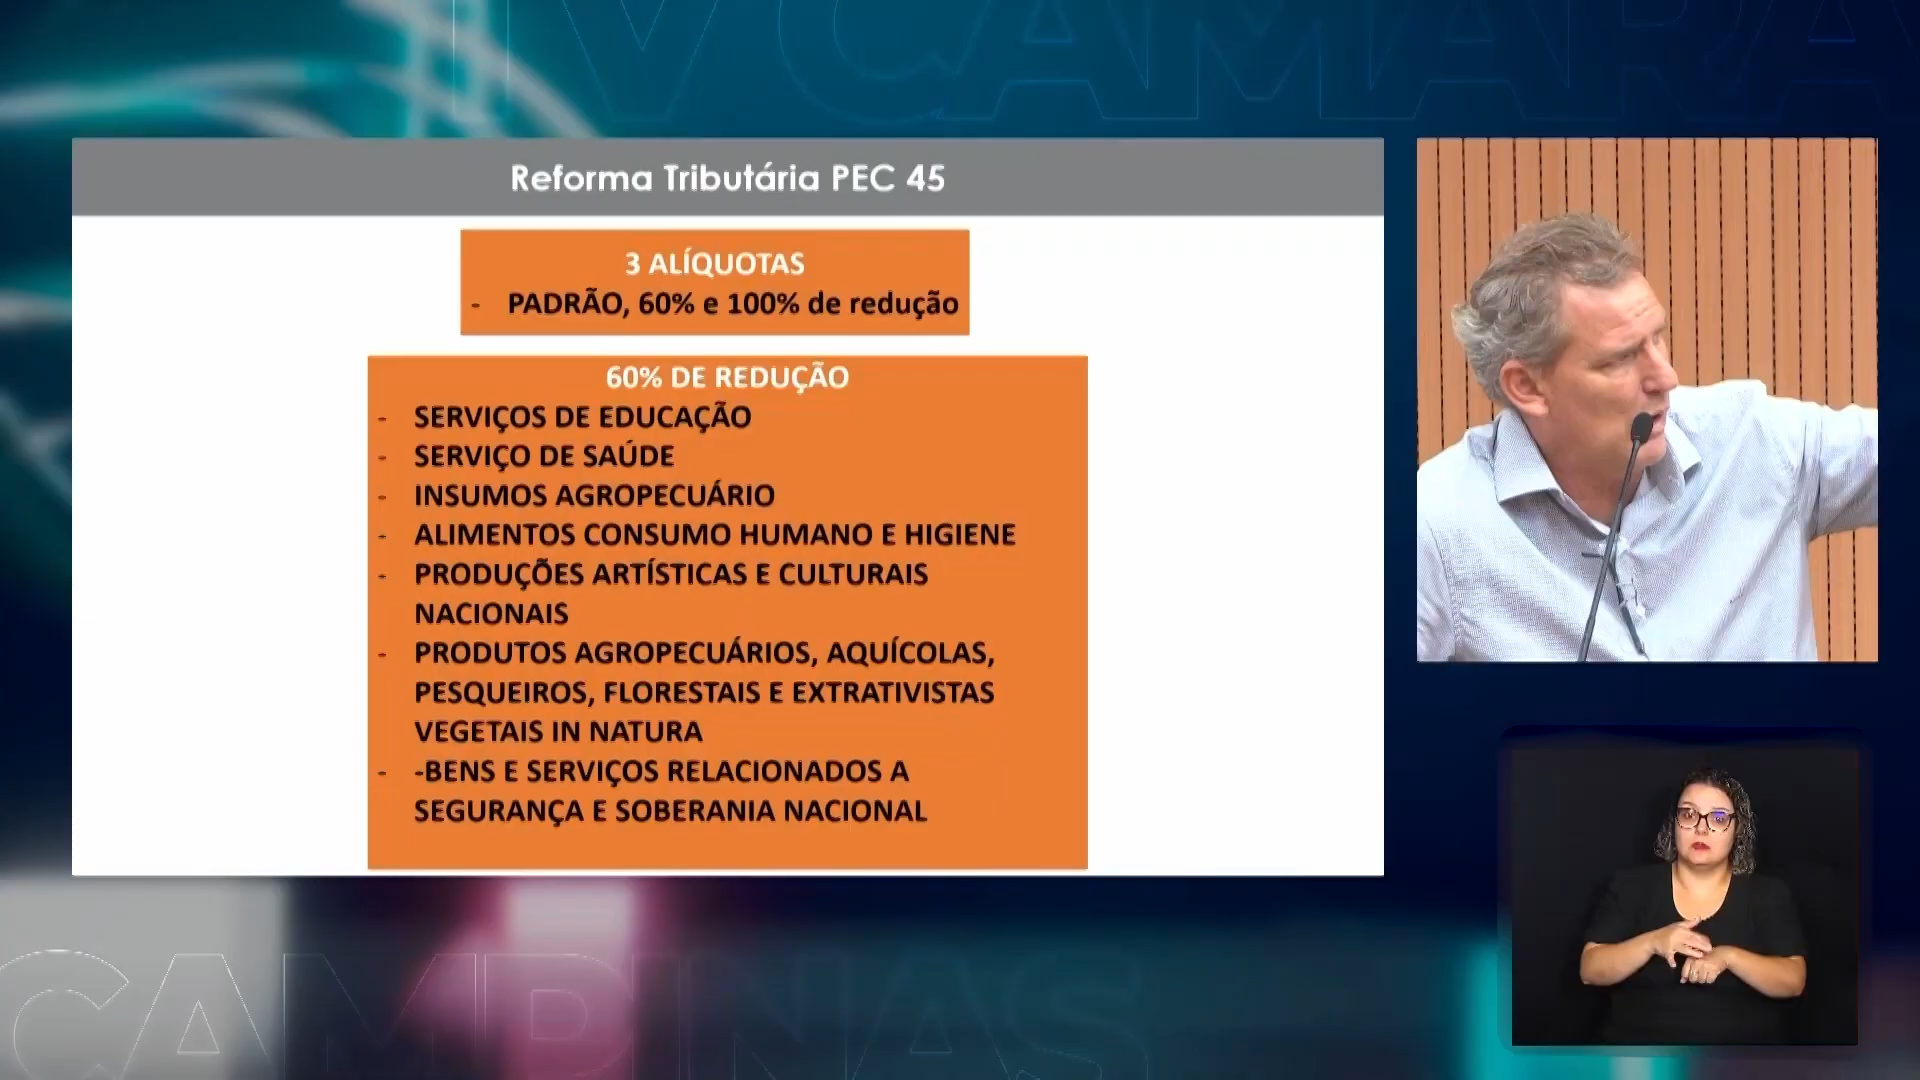 TV CAMARA
Reforma Tributária PEC 45
3 ALÍQUOTAS
- PADRÃO, 60% e 100% de redução
60% DE REDUÇÃO
- SERVIÇOS DE EDUCAÇÃO
- SERVIÇO DE SAÚDE
- INSUMOS AGROPECUÁRIO
- ALIMENTOS CONSUMO HUMANO E HIGIENE
- PRODUÇÕES ARTÍSTICAS E CULTURAIS
NACIONAIS
- PRODUTOS AGROPECUÁRIOS, AQUÍCOLAS,
PESQUEIROS, FLORESTAIS E EXTRATIVISTAS
VEGETAIS IN NATURA
- -BENS E SERVIÇOS RELACIONADOS A
SEGURANÇA E SOBERANIA NACIONAL
CAMPINAS